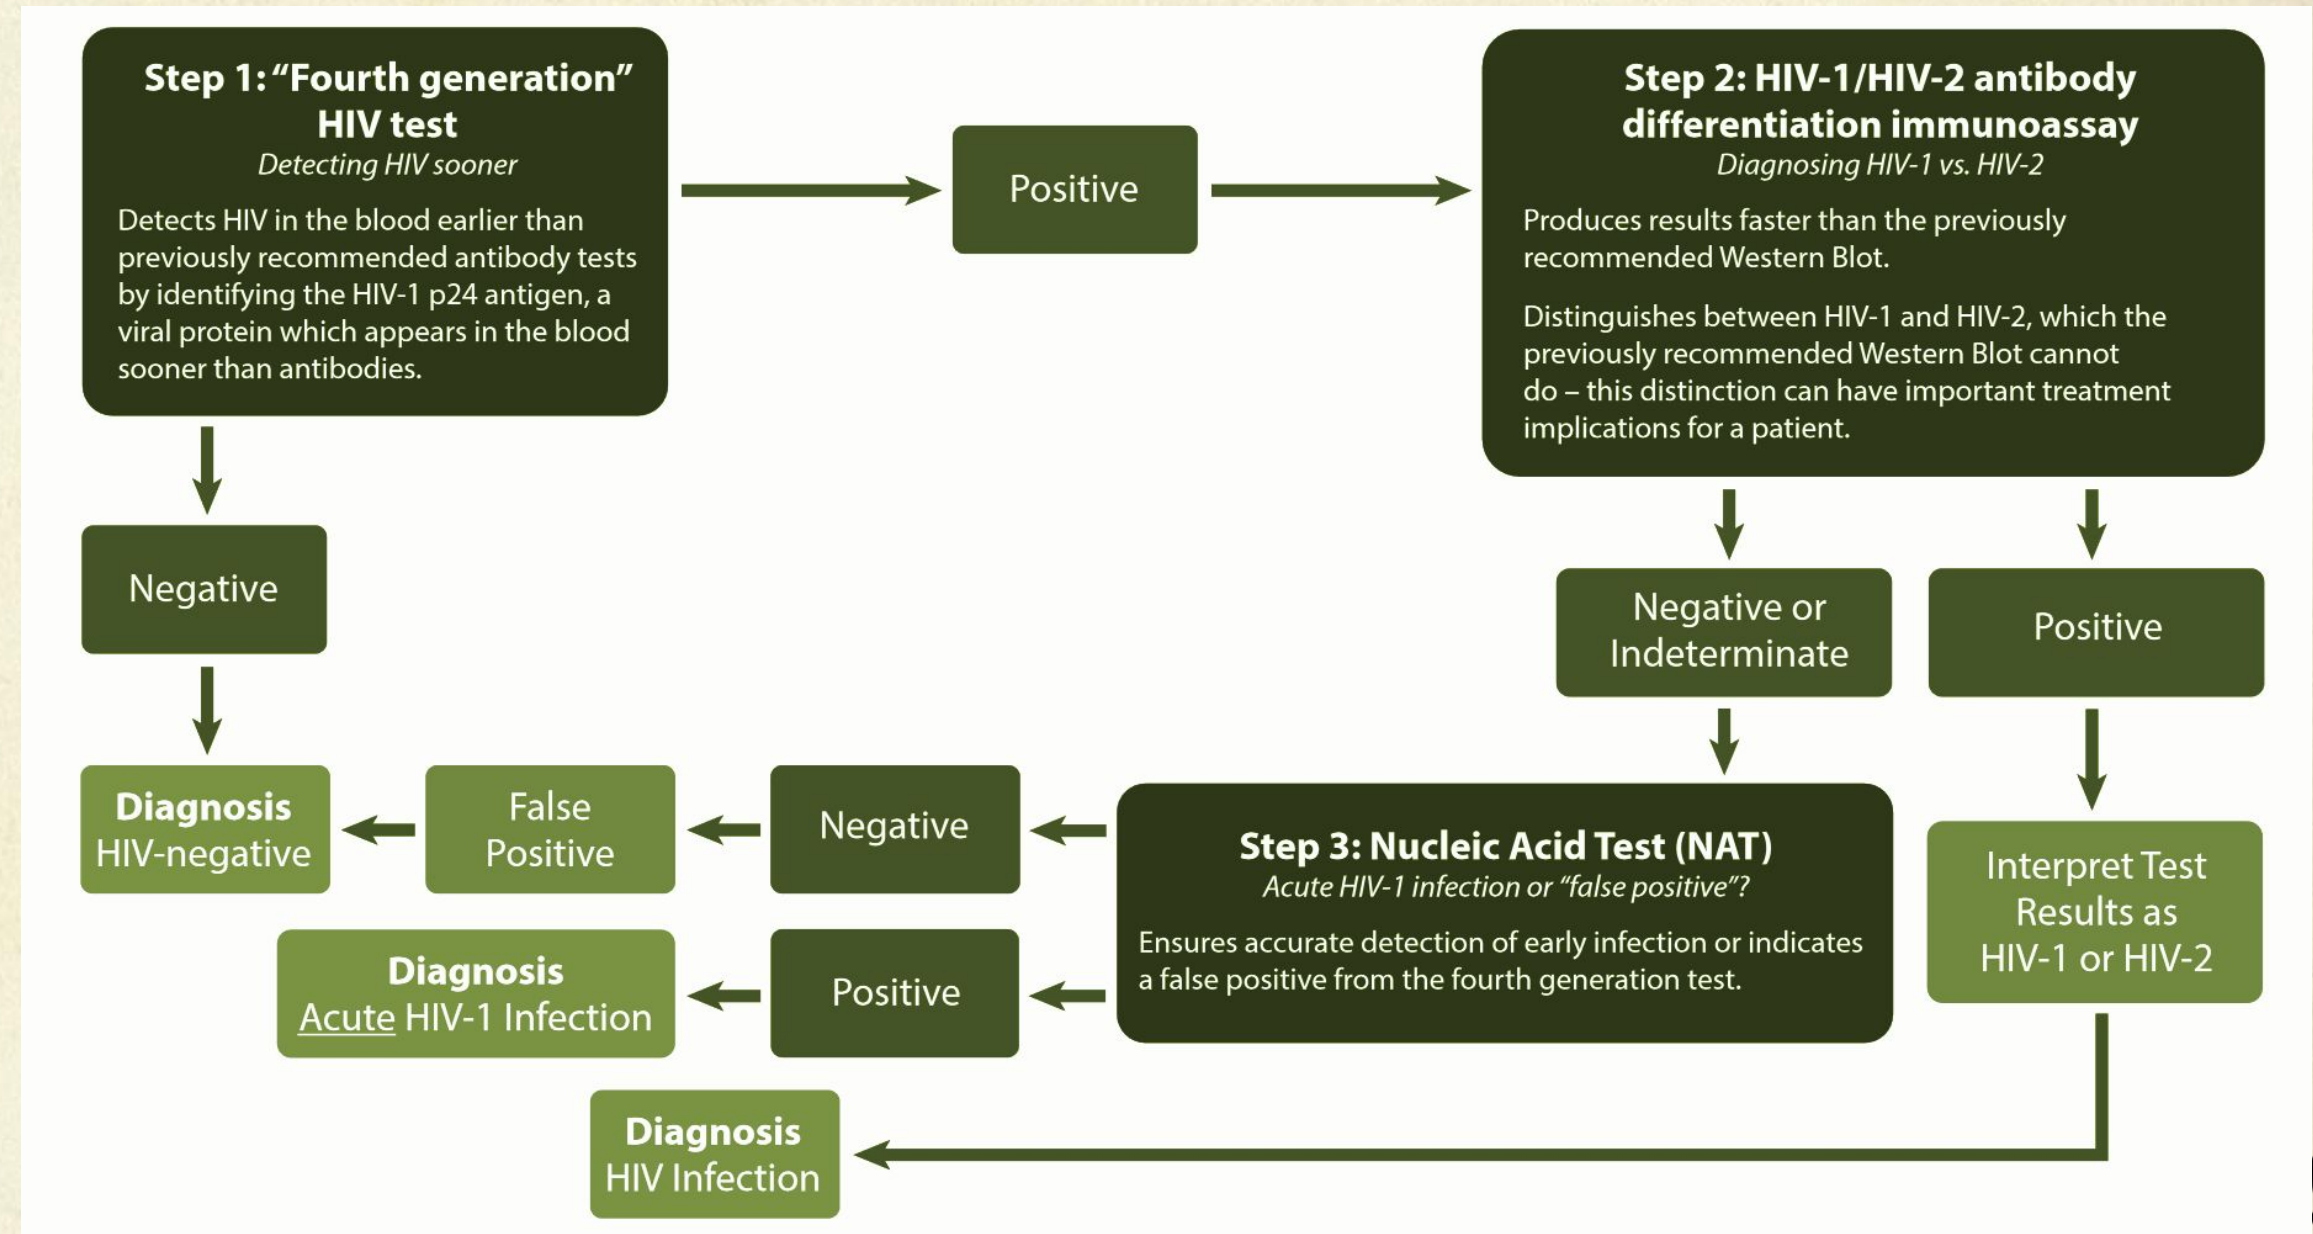 Step 1: “Fourth generation”
HIV test
Detecting HIV sooner
Detects HIV in the blood earlier than
previously recommended antibody tests
by identifying the HIV-1 p24 antigen, a
viral protein which appears in the blood
sooner than antibodies.
Positive
Step 2: HIV-1/HIV-2 antibody
differentiation immunoassay
Diagnosing HIV-1 vs. HIV-2
Produces results faster than the previously
recommended Western Blot.
Distinguishes between HIV-1 and HIV-2, which the
previously recommended Western Blot cannot
do – this distinction can have important treatment
implications for a patient.
Negative
Negative or
Indeterminate
Positive
Diagnosis
HIV-negative
False
Positive
Negative
Step 3: Nucleic Acid Test (NAT)
Acute HIV-1 infection or “false positive”?
Ensures accurate detection of early infection or indicates
a false positive from the fourth generation test.
Interpret Test
Results as
HIV-1 or HIV-2
Diagnosis
Acute HIV-1 Infection
Positive
Diagnosis
HIV Infection